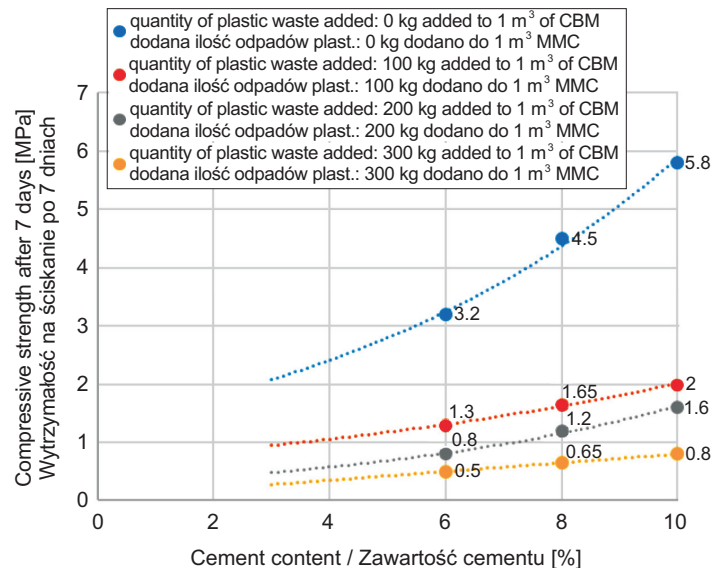 quantity of plastic waste added: 0 kg added to 1 m³ of CBM
dodana ilość odpadów plast.: 0 kg dodano do 1 m³ MMC
quantity of plastic waste added: 100 kg added to 1 m³ of CBM
dodana ilość odpadów plast.: 100 kg dodano do 1 m³ MMC
quantity of plastic waste added: 200 kg added to 1 m³ of CBM
dodana ilość odpadów plast.: 200 kg dodano do 1 m³ MMC
quantity of plastic waste added: 300 kg added to 1 m³ of CBM
dodana ilość odpadów plast.: 300 kg dodano do 1 m³ MMC
Compressive strength after 7 days [MPa]
Wytrzymałość na ściskanie po 7 dniach
7
6
5
4
3
2
1
0
5.8
4.5
3.2
1.3
1.65
2
0.8
1.2
1.6
0.5
0.65
0.8
0
2
4
6
8
10
Cement content / Zawartość cementu [%]